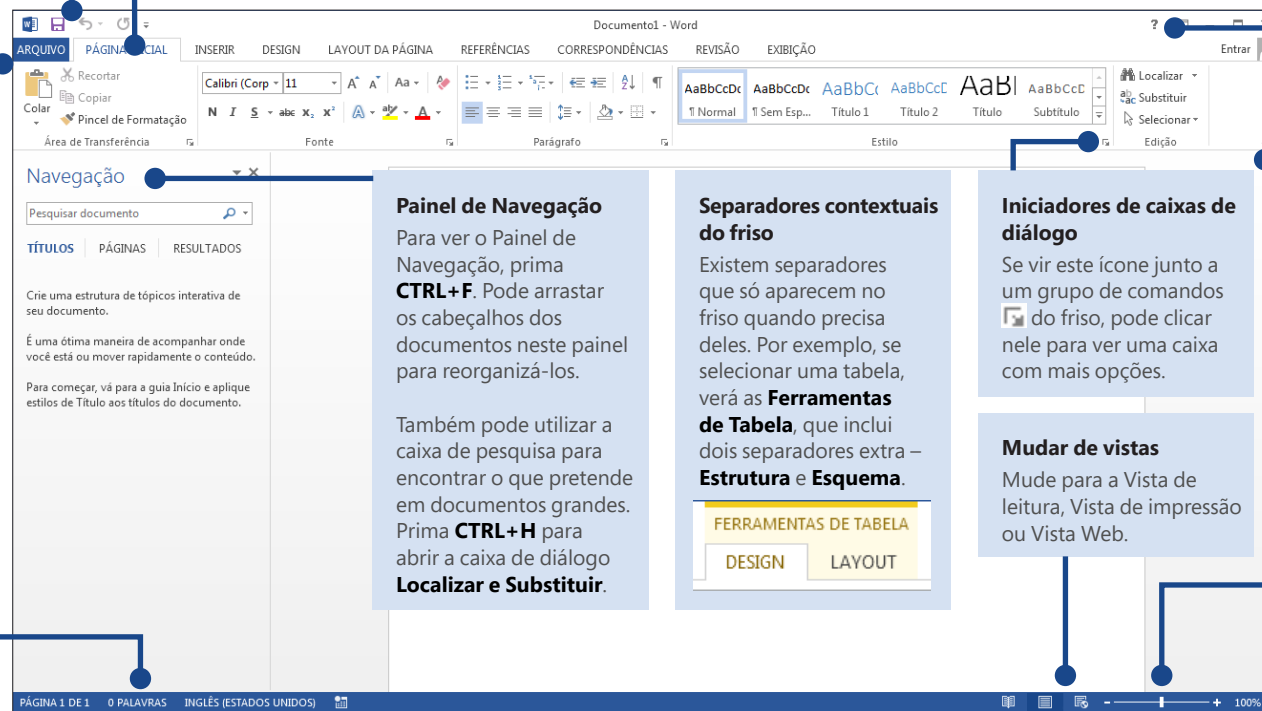 Documento1 - Word
ARQUIVO PÁGINA INICIAL INSERIR DESIGN LAYOUT DA PÁGINA REFERÊNCIAS CORRESPONDÊNCIAS REVISÃO EXIBIÇÃO Entrar
Colar
Recortar
Copiar
Pincel de Formatação
Área de Transferência
Calibri (Corp 11
N I S abc X₂ X²
Fonte
Parágrafo
AaBbCcDc AaBbCcDc AaBbCc AaBbCcD AaBl AaBbCcD
¶ Normal ¶ Sem Esp... Título 1 Título 2 Título Subtítulo
Estilo
Localizar
Substituir
Selecionar
Edição
Navegação
Pesquisar documento
TÍTULOS PÁGINAS RESULTADOS
Crie uma estrutura de tópicos interativa de
seu documento.
É uma ótima maneira de acompanhar onde
você está ou mover rapidamente o conteúdo.
Para começar, vá para a guia Início e aplique
estilos de Título aos títulos do documento.
Painel de Navegação
Para ver o Painel de
Navegação, prima
CTRL+F. Pode arrastar
os cabeçalhos dos
documentos neste painel
para reorganizá-los.
Também pode utilizar a
caixa de pesquisa para
encontrar o que pretende
em documentos grandes.
Prima CTRL+H para
abrir a caixa de diálogo
Localizar e Substituir.
Separadores contextuais
do friso
Existem separadores
que só aparecem no
friso quando precisa
deles. Por exemplo, se
selecionar uma tabela,
verá as Ferramentas
de Tabela, que inclui
dois separadores extra –
Estrutura e Esquema.
FERRAMENTAS DE TABELA
DESIGN LAYOUT
Iniciadores de caixas de
diálogo
Se vir este ícone junto a
um grupo de comandos
do friso, pode clicar
nele para ver uma caixa
com mais opções.
Mudar de vistas
Mude para a Vista de
leitura, Vista de impressão
ou Vista Web.
PÁGINA 1 DE 1 0 PALAVRAS INGLÊS (ESTADOS UNIDOS) 100%